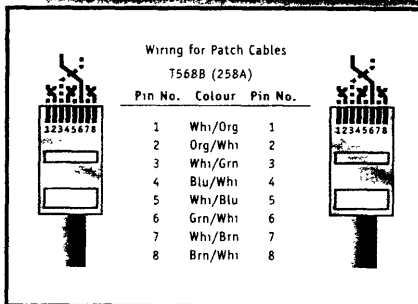 Wiring for Patch Cables
T568B (258A)
Pin No. Colour Pin No.
12345678
12345678
1 Whi/Org 1
2 Org/Whi 2
3 Whi/Grn 3
4 Blu/Whi 4
5 Whi/Blu 5
6 Grn/Whi 6
7 Whi/Brn 7
8 Brn/Whi 8